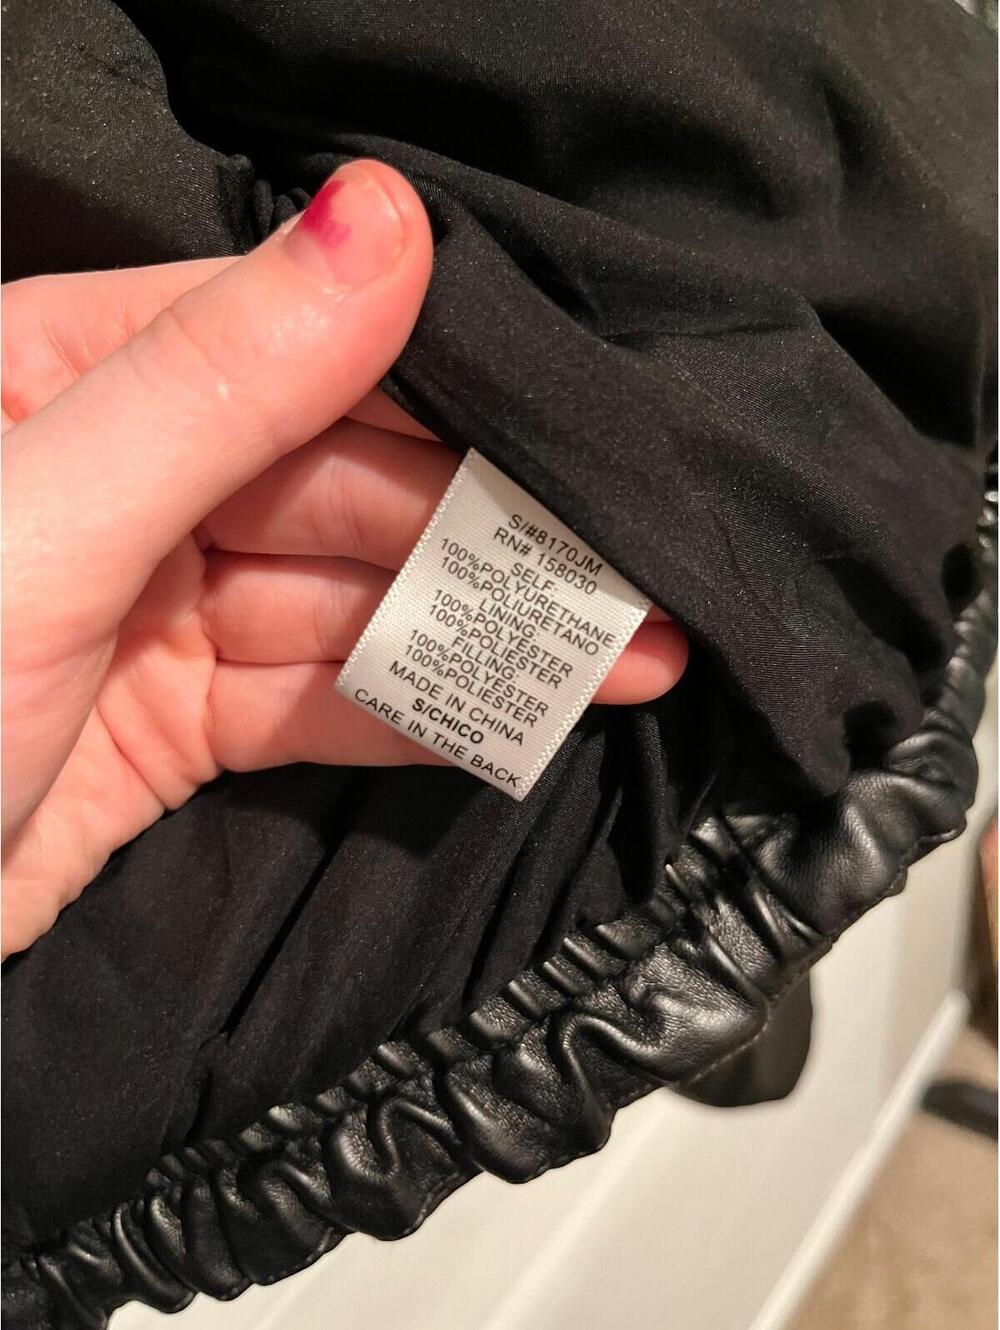 S/#8170JM
RN# 158030
SELF:
100%POLYURETHANE
100%POLIURETANO
LINING:
100%POLYESTER
100%POLIESTER
FILLING:
100%POLYESTER
100%POLIESTER
MADE IN CHINA
S/CHICO
CARE IN THE BACK